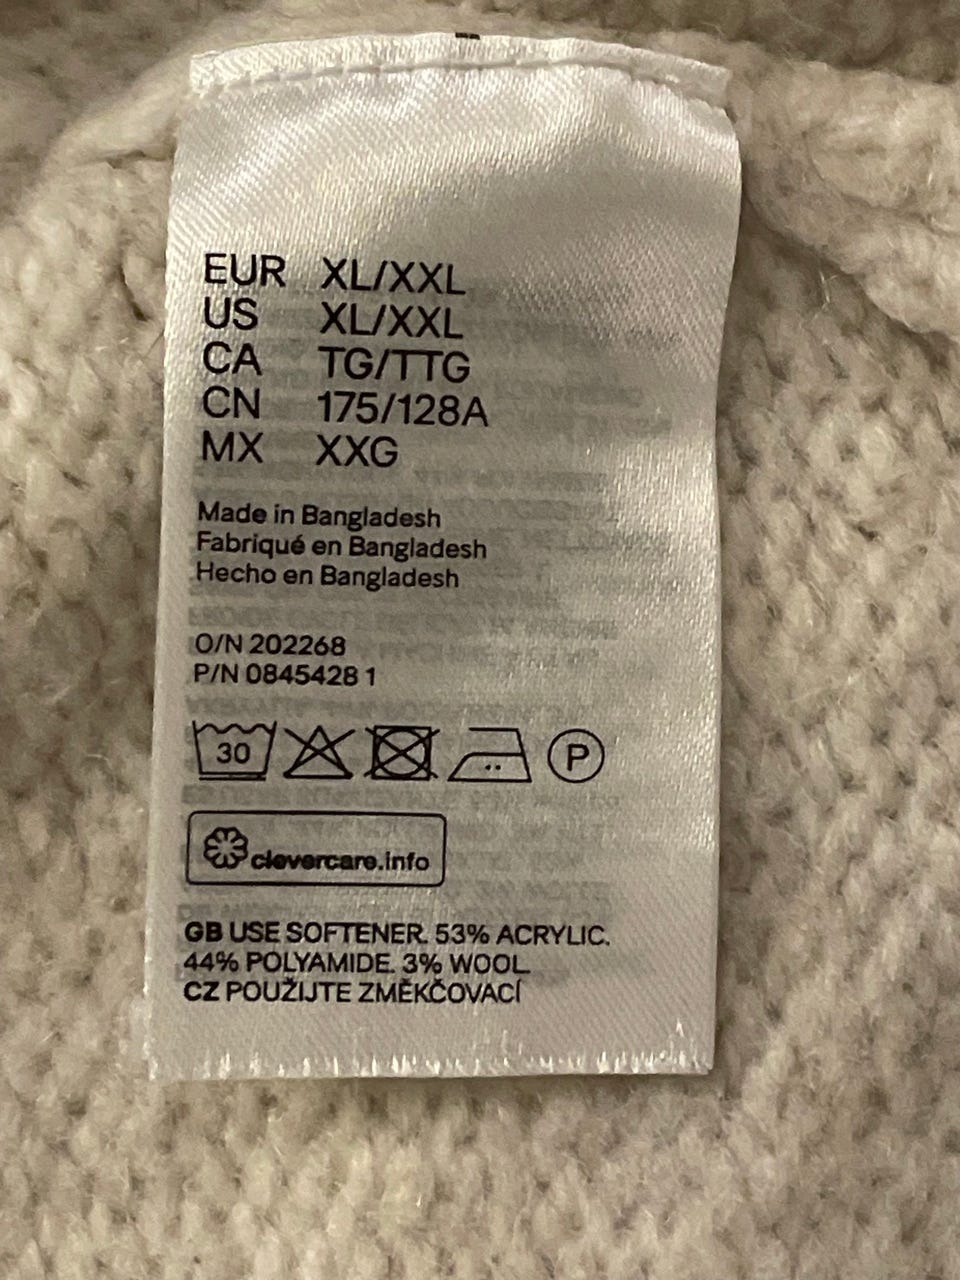 EUR XL/XXL
US XL/XXL
CA TG/TTG
CN 175/128A
MX XXG
Made in Bangladesh
Fabriqué en Bangladesh
Hecho en Bangladesh
O/N 202268
P/N 0845428 1
30 P
clevercare.info
GB USE SOFTENER. 53% ACRYLIC.
44% POLYAMIDE. 3% WOOL
CZ POUŽIJTE ZMĚKČOVACÍ